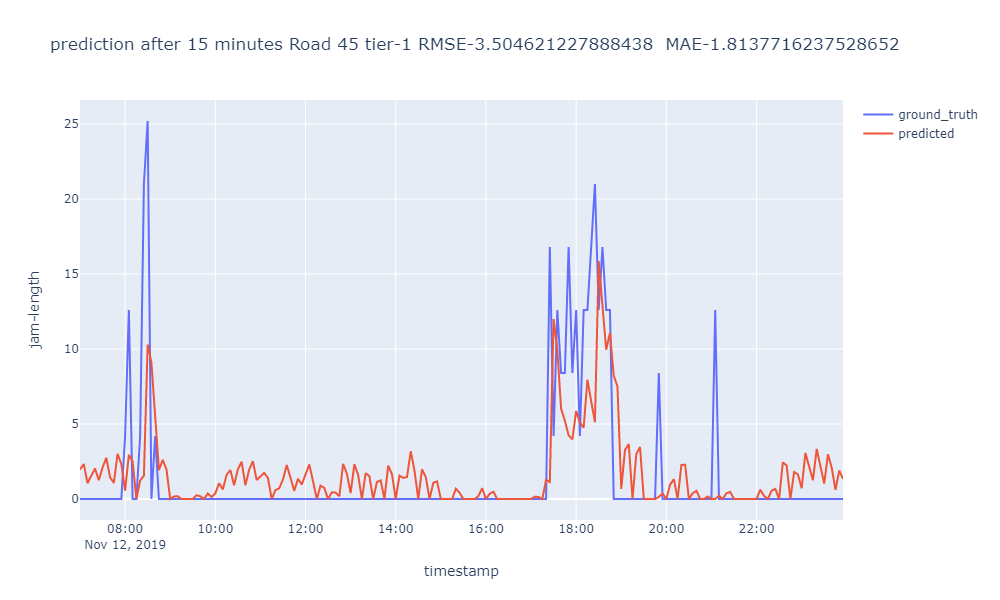 prediction after 15 minutes Road 45 tier-1 RMSE-3.504621227888438 MAE-1.8137716237528652
ground_truth
predicted
25
20
15
10
5
0
jam-length
08:00 10:00 12:00 14:00 16:00 18:00 20:00 22:00
Nov 12, 2019
timestamp